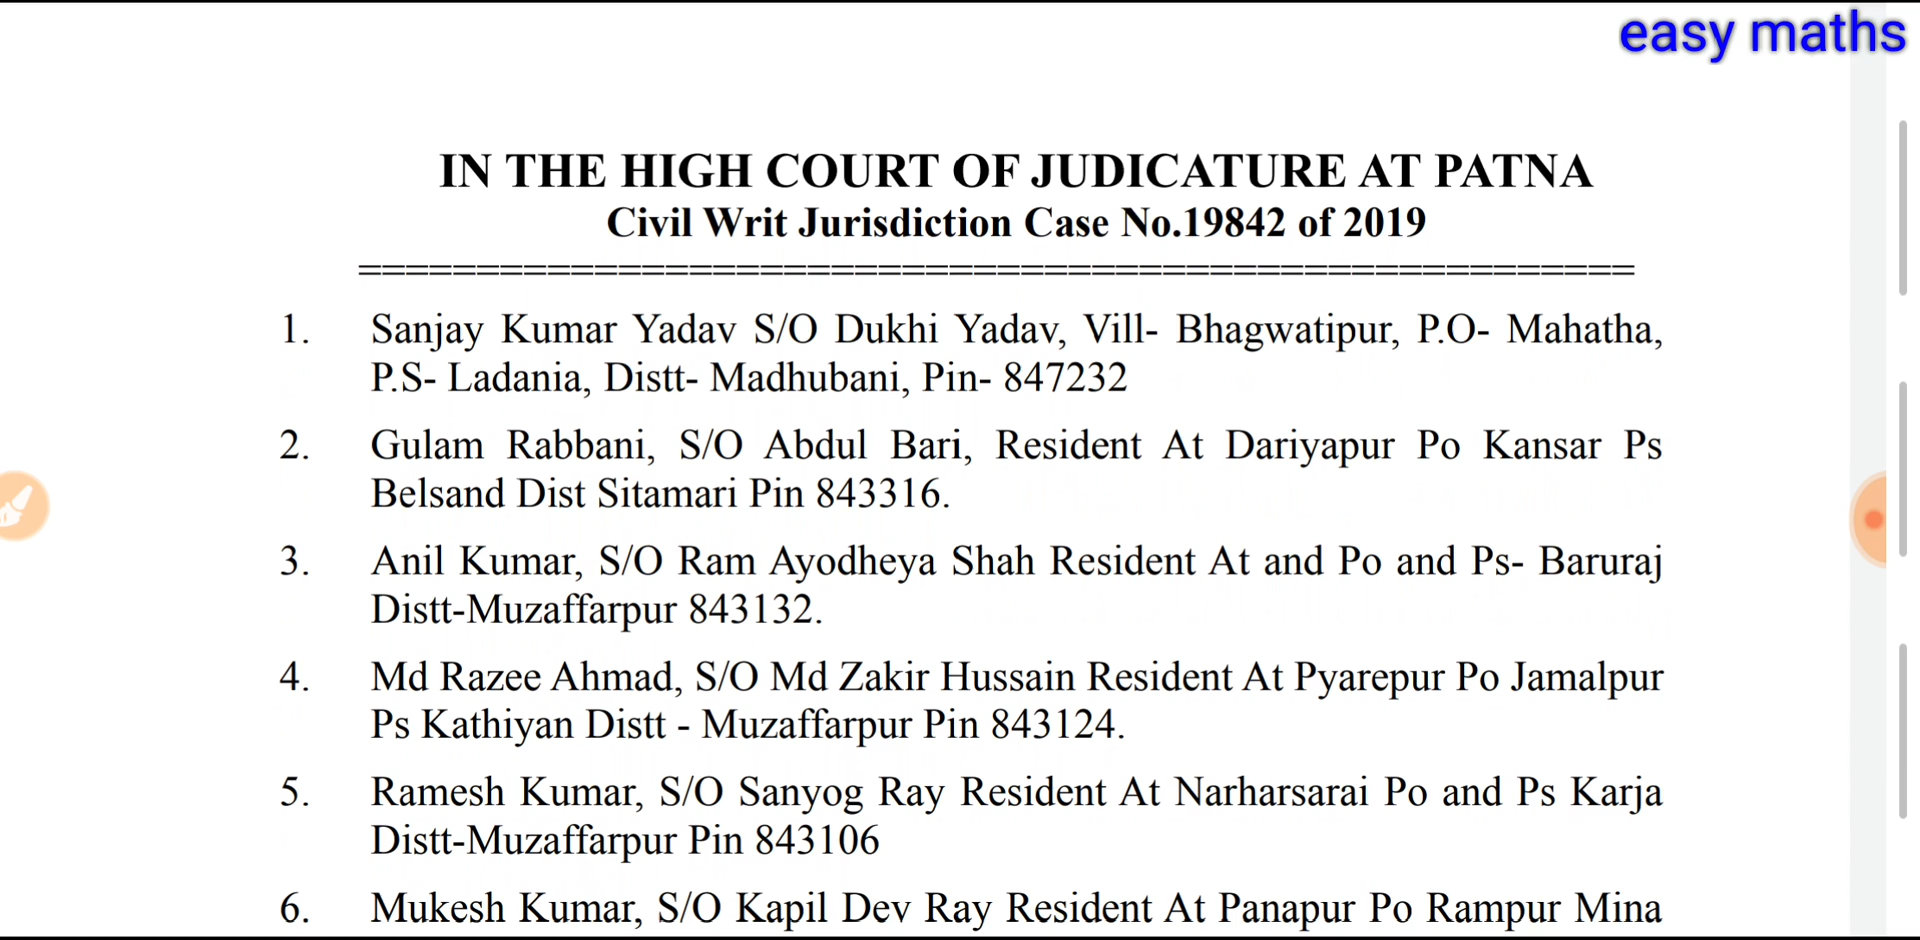 easy maths
IN THE HIGH COURT OF JUDICATURE AT PATNA
Civil Writ Jurisdiction Case No.19842 of 2019
======================================================
1. Sanjay Kumar Yadav S/O Dukhi Yadav, Vill- Bhagwatipur, P.O- Mahatha,
P.S- Ladania, Distt- Madhubani, Pin- 847232
2. Gulam Rabbani, S/O Abdul Bari, Resident At Dariyapur Po Kansar Ps
Belsand Dist Sitamari Pin 843316.
3. Anil Kumar, S/O Ram Ayodheya Shah Resident At and Po and Ps- Baruraj
Distt-Muzaffarpur 843132.
4. Md Razee Ahmad, S/O Md Zakir Hussain Resident At Pyarepur Po Jamalpur
Ps Kathiyan Distt - Muzaffarpur Pin 843124.
5. Ramesh Kumar, S/O Sanyog Ray Resident At Narharsarai Po and Ps Karja
Distt-Muzaffarpur Pin 843106
6. Mukesh Kumar, S/O Kapil Dev Ray Resident At Panapur Po Rampur Mina